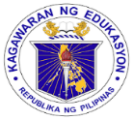 KAGAWARAN NG EDUKASYON
REPUBLIKA NG PILIPINAS